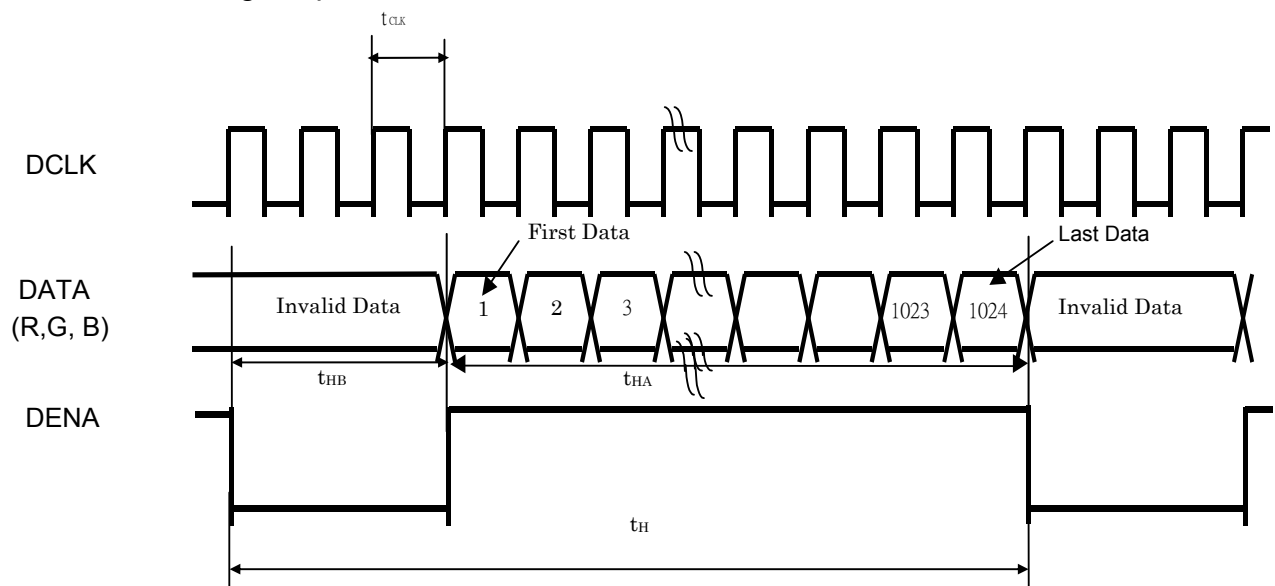 tCLK
DCLK
First Data
Last Data
DATA
(R,G, B)
Invalid Data
1
2
3
1023
1024
Invalid Data
tHB
tHA
DENA
tH